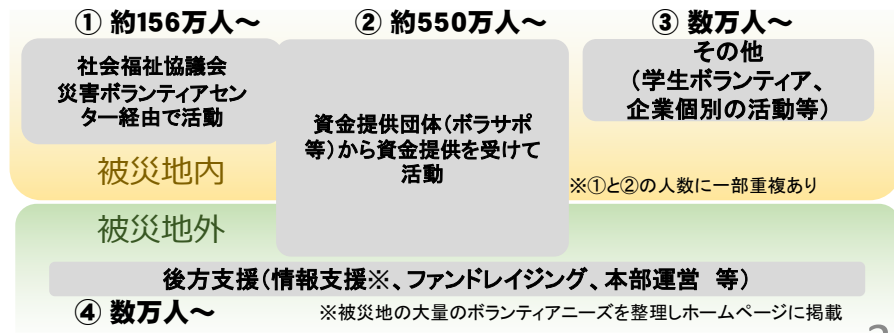 ① 約156万人～
② 約550万人～
③ 数万人～
社会福祉協議会
災害ボランティアセン
ター経由で活動
資金提供団体（ボラサポ
等）から資金提供を受けて
活動
その他
（学生ボランティア、
企業個別の活動等）
被災地内
※①と②の人数に一部重複あり
被災地外
後方支援（情報支援※、ファンドレイジング、本部運営 等）
④ 数万人～
※被災地の大量のボランティアニーズを整理しホームページに掲載